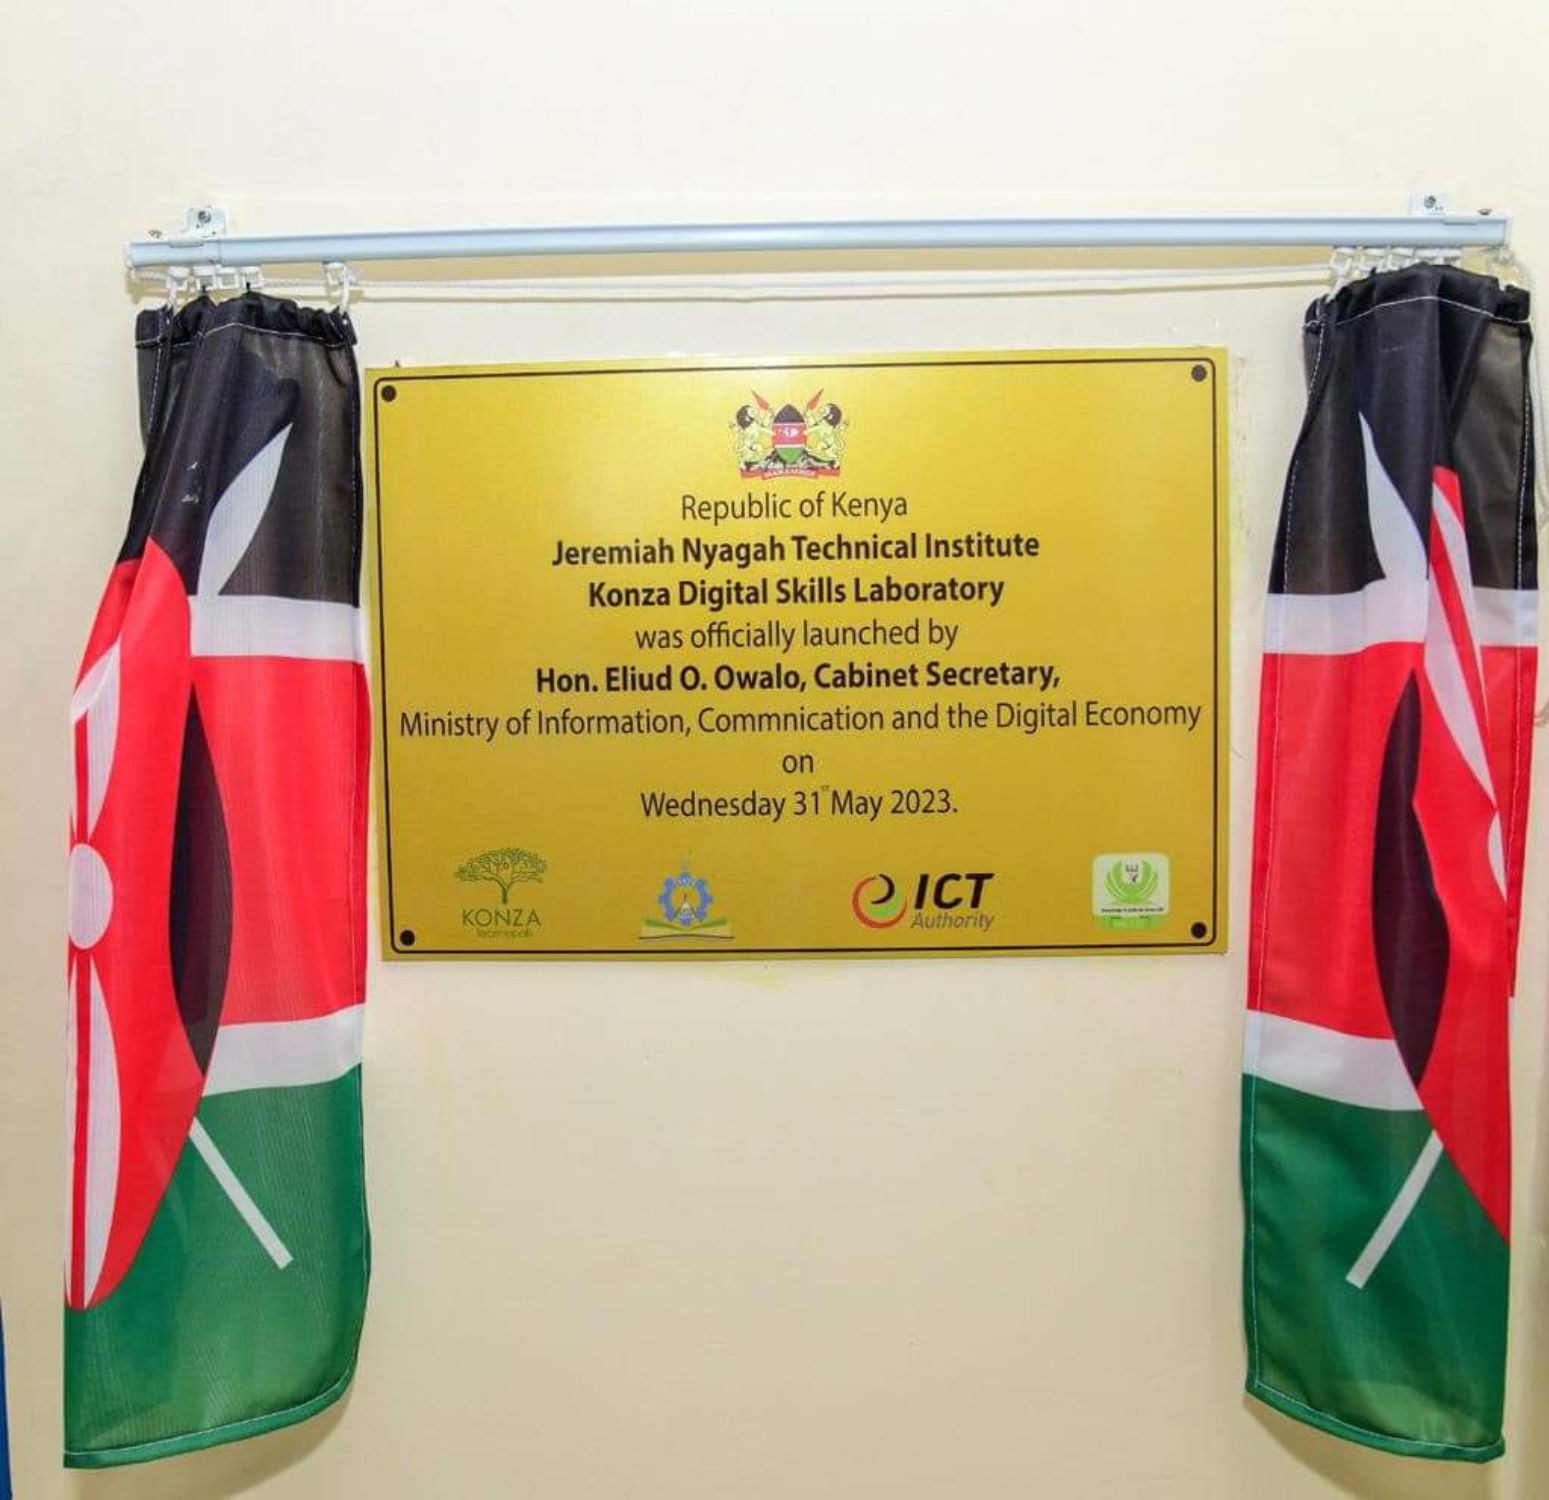 Republic of Kenya
Jeremiah Nyagah Technical Institute
Konza Digital Skills Laboratory
was officially launched by
Hon. Eliud O. Owalo, Cabinet Secretary,
Ministry of Information, Commnication and the Digital Economy
on
Wednesday 31st May 2023.
KONZA
Technopolis
ICT
Authority